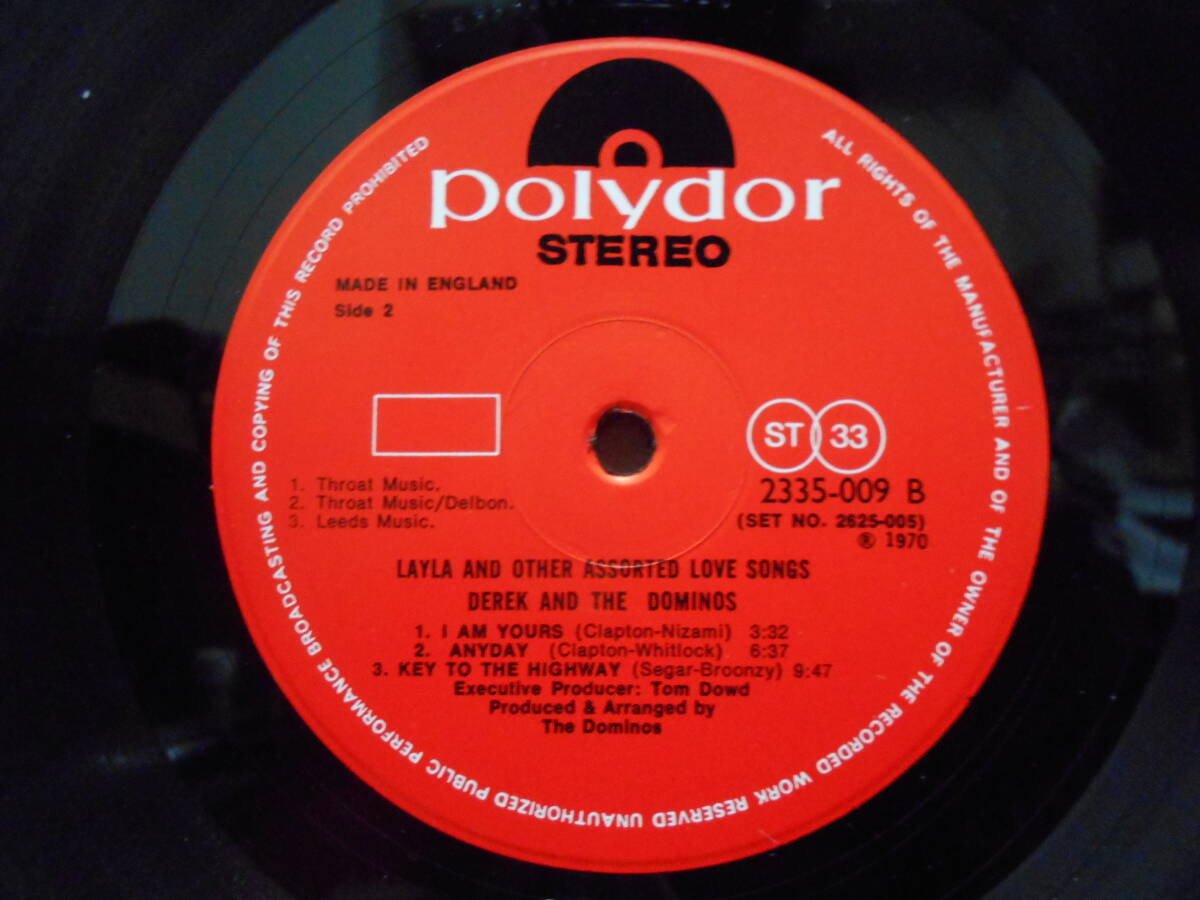 polydor
STEREO
MADE IN ENGLAND
Side 2
ST 33
1. Throat Music.
2. Throat Music/Delbon.
3. Leeds Music.
2335-009 B
(SET NO. 2625-005)
℗ 1970
LAYLA AND OTHER ASSORTED LOVE SONGS
DEREK AND THE DOMINOS
1. I AM YOURS (Clapton-Nizami) 3:32
2. ANYDAY (Clapton-Whitlock) 6:37
3. KEY TO THE HIGHWAY (Segar-Broonzy) 9:47
Executive Producer: Tom Dowd
Produced & Arranged by
The Dominos
ALL RIGHTS OF THE MANUFACTURER AND OF THE OWNER OF THE RECORDED WORK RESERVED UNAUTHORIZED PUBLIC PERFORMANCE BROADCASTING AND COPYING OF THIS RECORD PROHIBITED